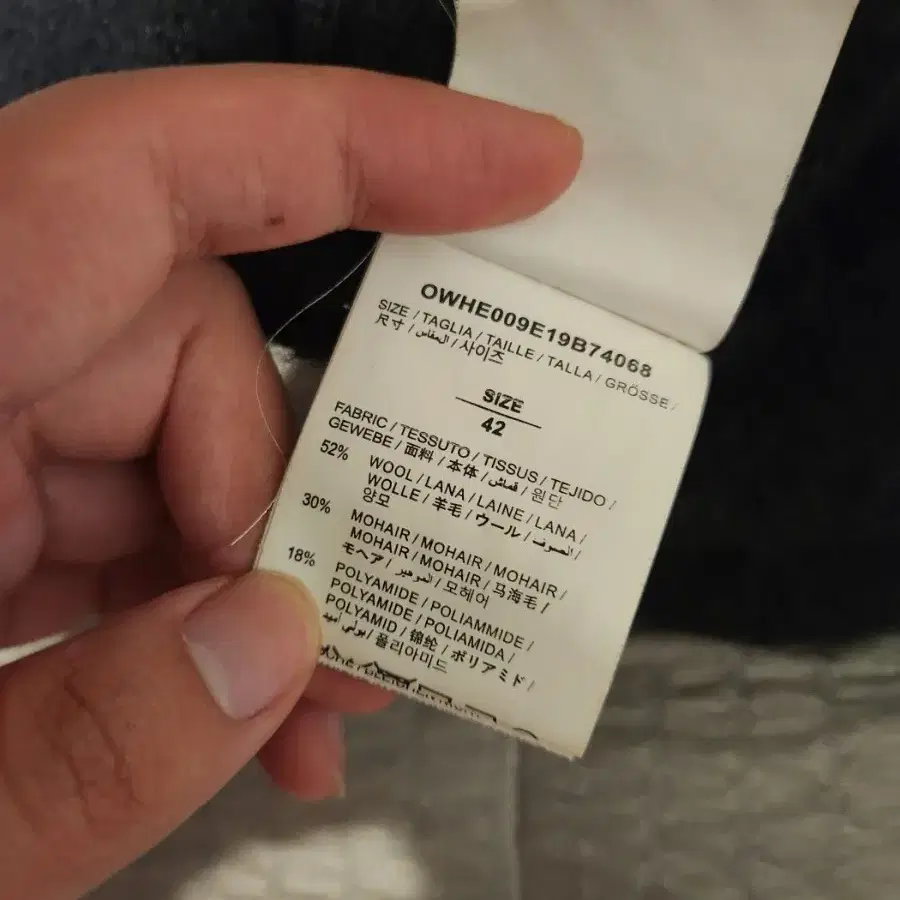 OWHE009E19B74068
SIZE / TAGLIA / TAILLE / TALLA / GRÖSSE /
尺寸 / المقاس / 사이즈
SIZE
42
FABRIC / TESSUTO / TISSUS / TEJIDO /
GEWEBE / 面料 / 本体 / قماش / 원단
52% WOOL / LANA / LAINE / LANA /
WOLLE / 羊毛 / ウール / الصوف /
양모
30% MOHAIR / MOHAIR / MOHAIR /
MOHAIR / MOHAIR / 马海毛 /
モヘア / الموهير / 모헤어
18% POLYAMIDE / POLIAMMIDE /
POLYAMIDE / POLIAMIDA /
POLYAMID / 锦纶 / ポリアミド /
بولي أميد / 폴리아미드